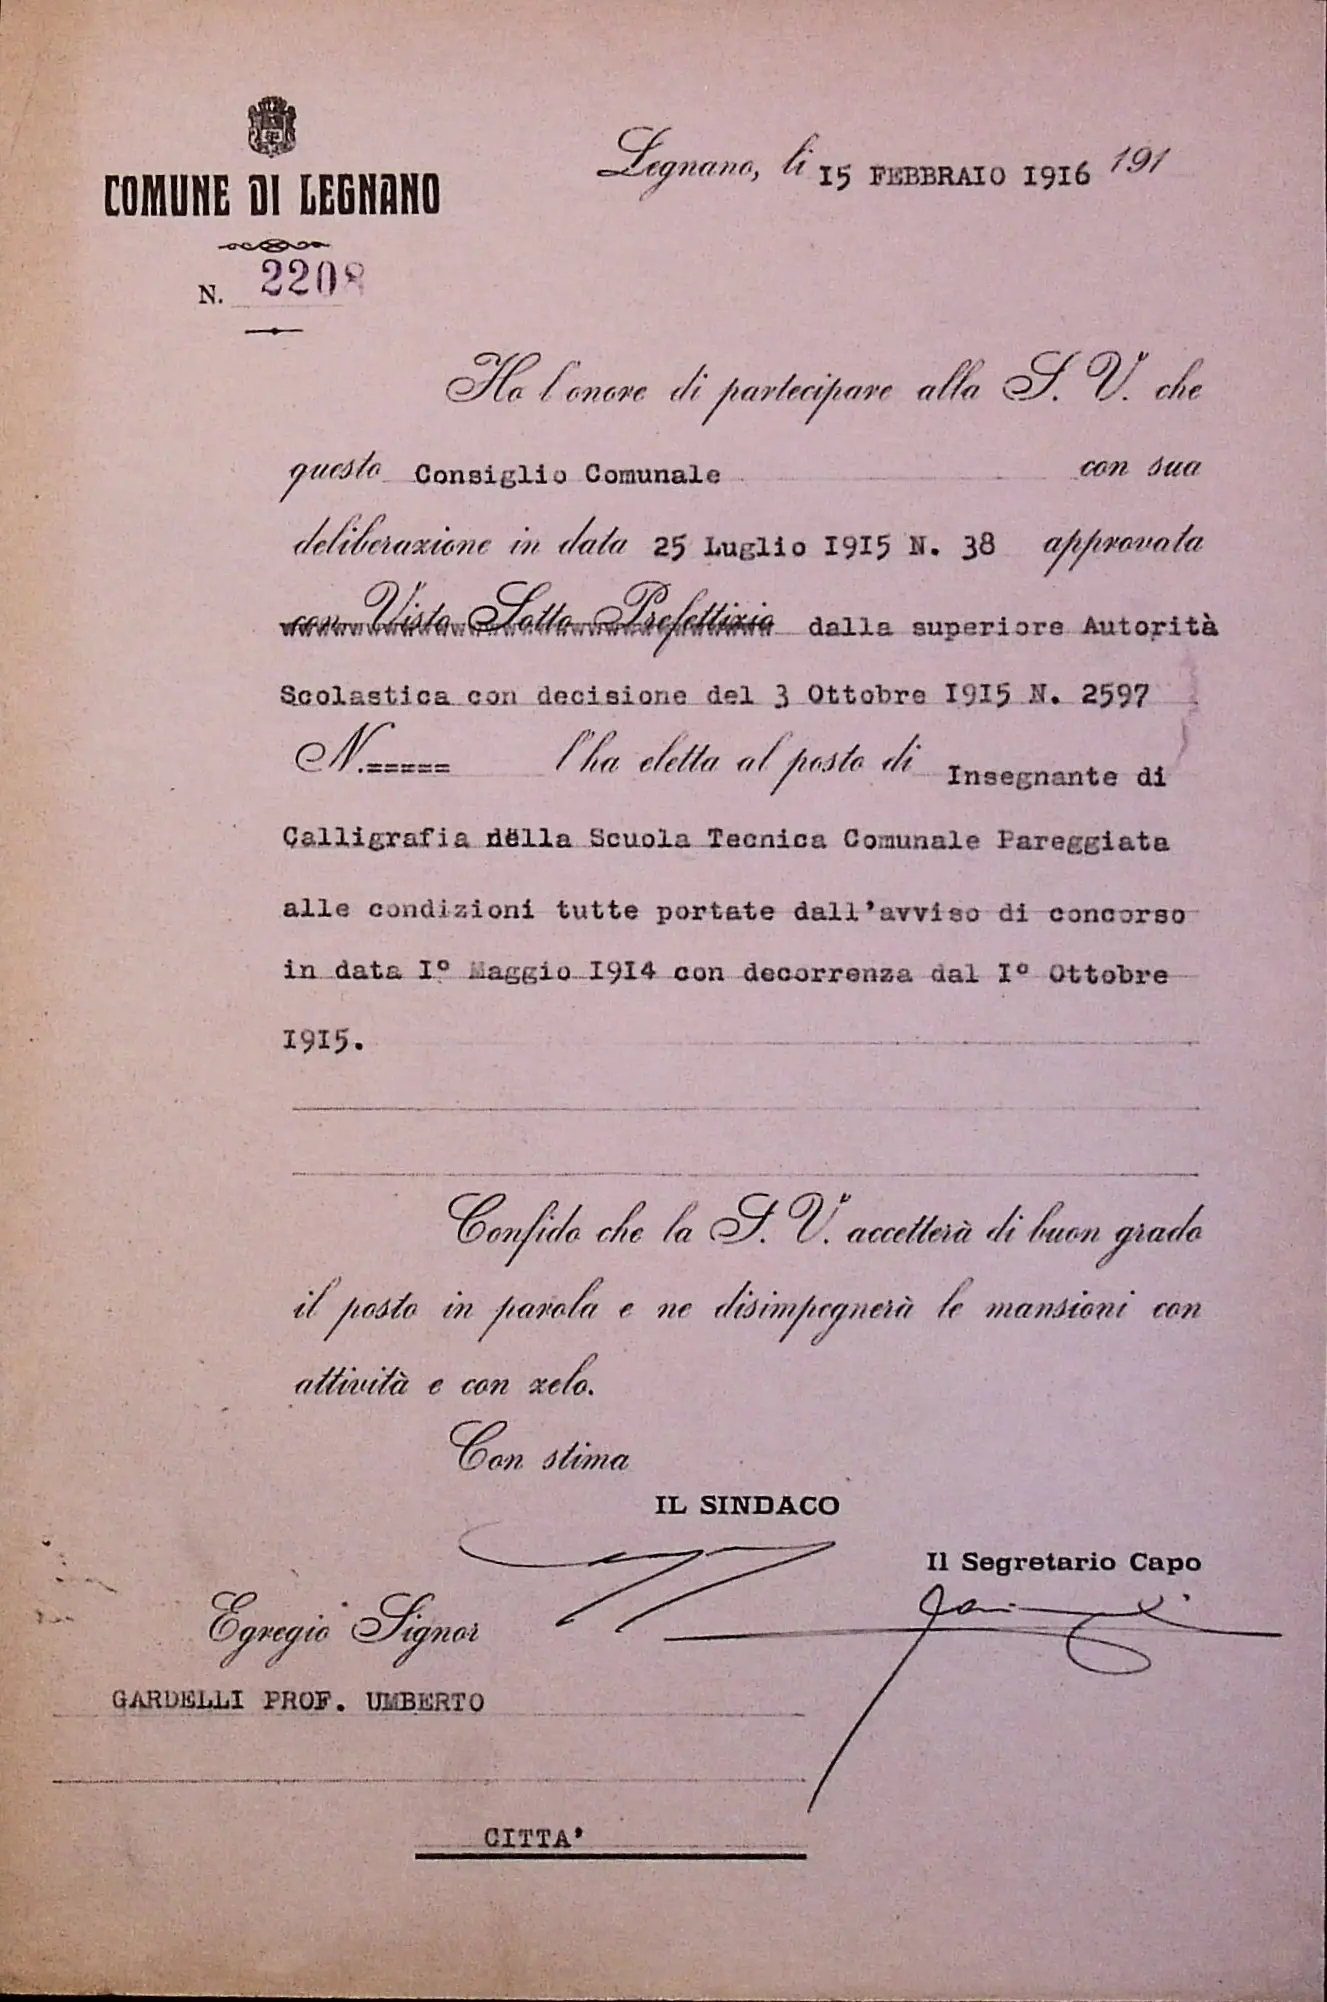 COMUNE DI LEGNANO
Legnano, li 15 FEBBRAIO 1916 191
N. 2208
Ho l'onore di partecipare alla S. V. che
questo Consiglio Comunale con sua
deliberazione in data 25 Luglio 1915 N. 38 approvata
con Visto Sotto Prefettizio dalla superiore Autorità
Scolastica con decisione del 3 Ottobre 1915 N. 2597
N.===== l'ha eletta al posto di Insegnante di
Calligrafia della Scuola Tecnica Comunale Pareggiata
alle condizioni tutte portate dall'avviso di concorso
in data I° Maggio 1914 con decorrenza dal I° Ottobre
1915.
Confido che la S. V. accetterà di buon grado
il posto in parola e ne disimpegnerà le mansioni con
attività e con zelo.
Con stima
IL SINDACO
Il Segretario Capo
Egregio Signor
GARDELLI PROF. UMBERTO
CITTA'